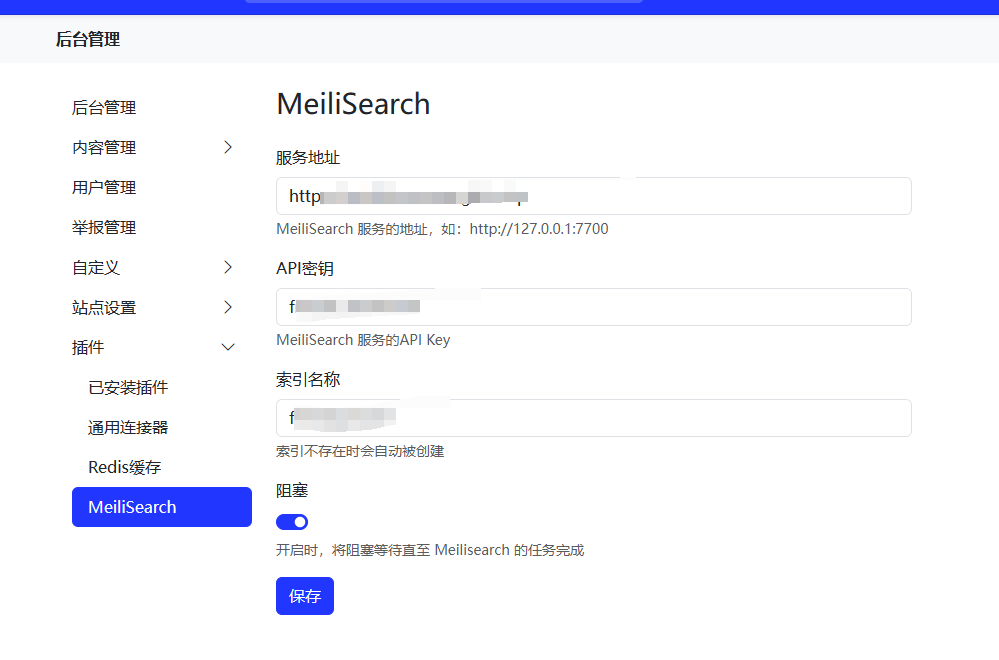 后台管理
后台管理
内容管理
用户管理
举报管理
自定义
站点设置
插件
已安装插件
通用连接器
Redis缓存
MeiliSearch
MeiliSearch
服务地址
http
MeiliSearch 服务的地址，如：http://127.0.0.1:7700
API密钥
f
MeiliSearch 服务的API Key
索引名称
f
索引不存在时会自动被创建
阻塞
开启时，将阻塞等待直至 Meilisearch 的任务完成
保存